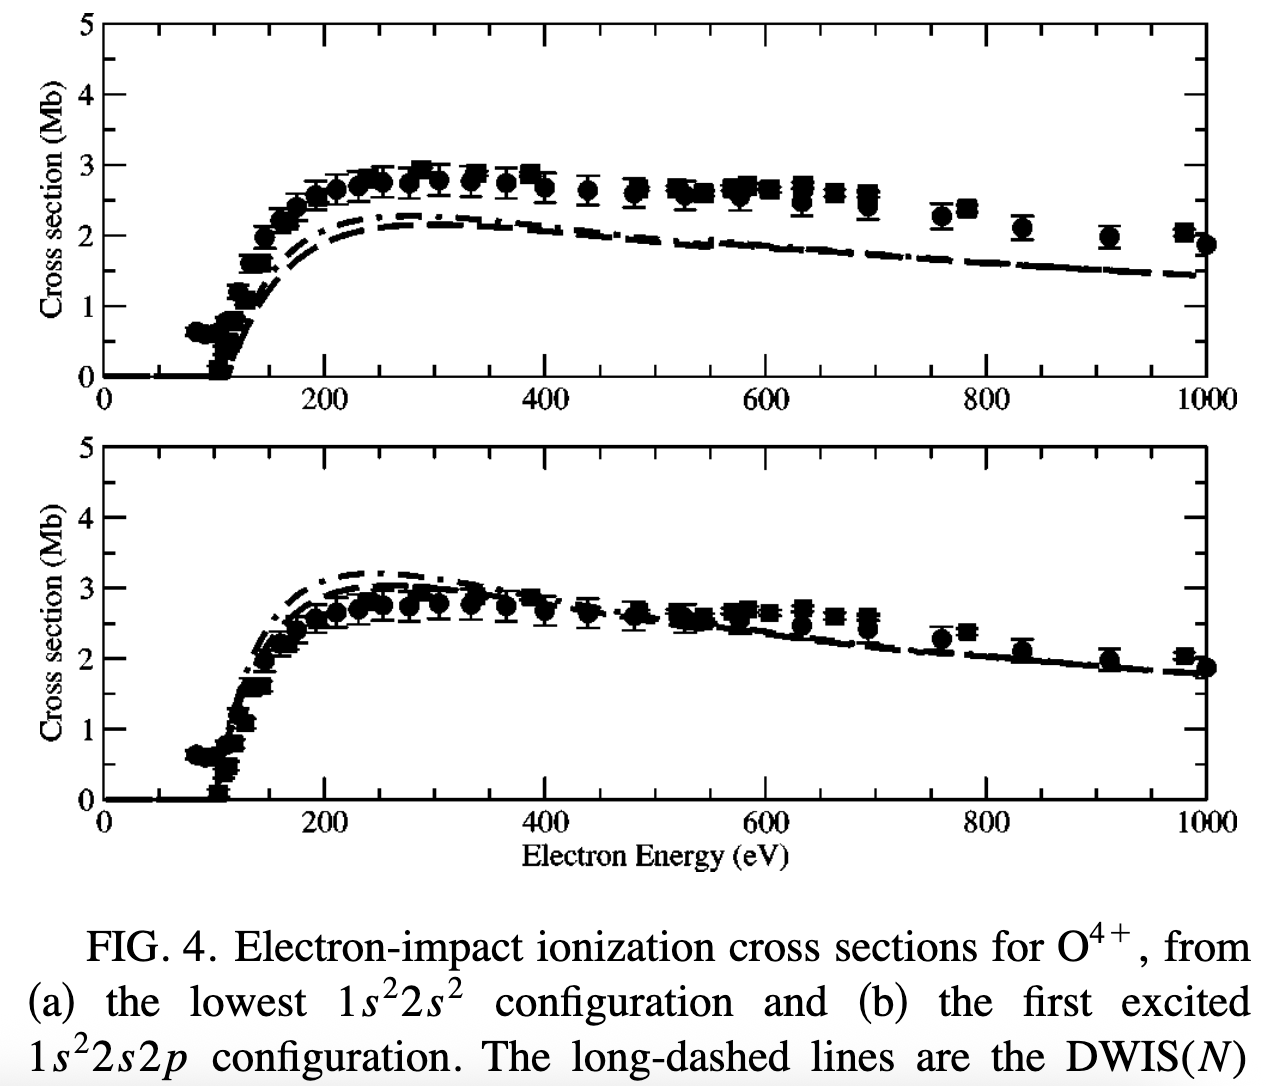 5
4
3
2
1
0
Cross section (Mb)
0 200 400 600 800 1000
5
4
3
2
1
0
Cross section (Mb)
0 200 400 600 800 1000
Electron Energy (eV)
FIG. 4. Electron-impact ionization cross sections for O⁴⁺, from
(a) the lowest 1s²2s² configuration and (b) the first excited
1s²2s2p configuration. The long-dashed lines are the DWIS(N)